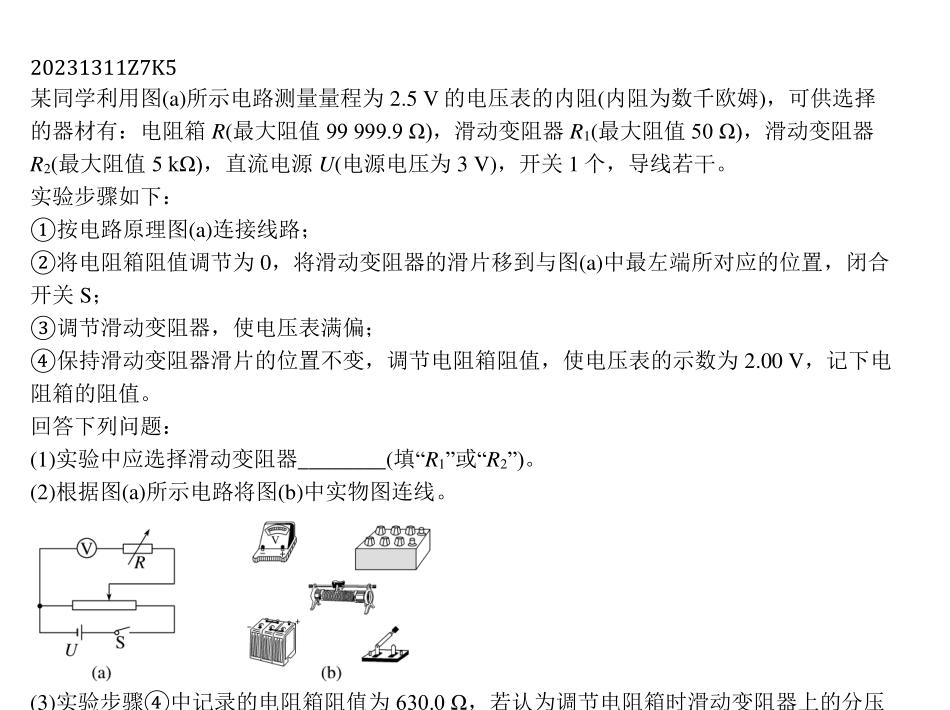 20231311Z7K5
某同学利用图(a)所示电路测量量程为 2.5 V 的电压表的内阻(内阻为数千欧姆)，可供选择
的器材有：电阻箱 R(最大阻值 99 999.9 Ω)，滑动变阻器 R₁(最大阻值 50 Ω)，滑动变阻器
R₂(最大阻值 5 kΩ)，直流电源 U(电源电压为 3 V)，开关 1 个，导线若干。
实验步骤如下：
①按电路原理图(a)连接线路；
②将电阻箱阻值调节为 0，将滑动变阻器的滑片移到与图(a)中最左端所对应的位置，闭合
开关 S；
③调节滑动变阻器，使电压表满偏；
④保持滑动变阻器滑片的位置不变，调节电阻箱阻值，使电压表的示数为 2.00 V，记下电
阻箱的阻值。
回答下列问题：
(1)实验中应选择滑动变阻器________(填“R₁”或“R₂”)。
(2)根据图(a)所示电路将图(b)中实物图连线。
V
R
U
S
(a)
V
- +
- +
(b)
(3)实验步骤④中记录的电阻箱阻值为 630.0 Ω，若认为调节电阻箱时滑动变阻器上的分压